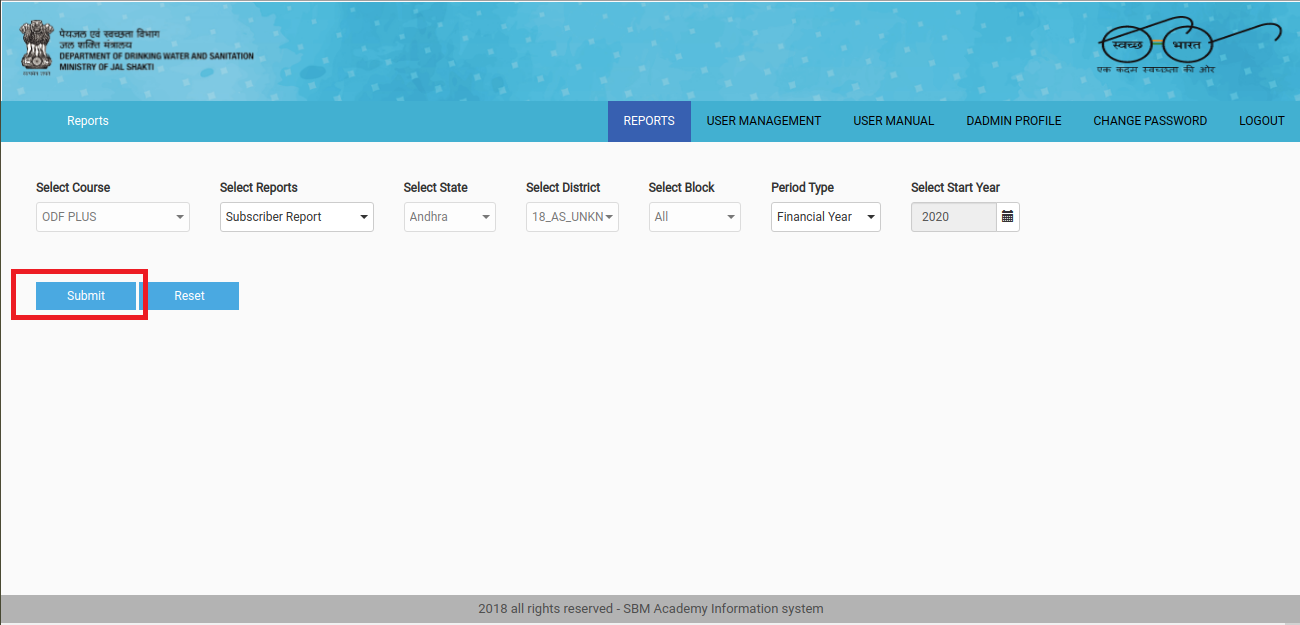 पेयजल एवं स्वच्छता विभाग
जल शक्ति मंत्रालय
DEPARTMENT OF DRINKING WATER AND SANITATION
MINISTRY OF JAL SHAKTI
स्वच्छ भारत
एक कदम स्वच्छता की ओर
Reports REPORTS USER MANAGEMENT USER MANUAL DADMIN PROFILE CHANGE PASSWORD LOGOUT
Select Course Select Reports Select State Select District Select Block Period Type Select Start Year
ODF PLUS Subscriber Report Andhra 18_AS_UNKN All Financial Year 2020
Submit Reset
2018 all rights reserved - SBM Academy Information system